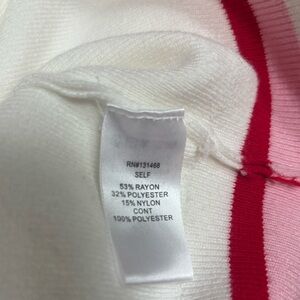 RN#131468
SELF
53% RAYON
32% POLYESTER
15% NYLON
CONT
100% POLYESTER